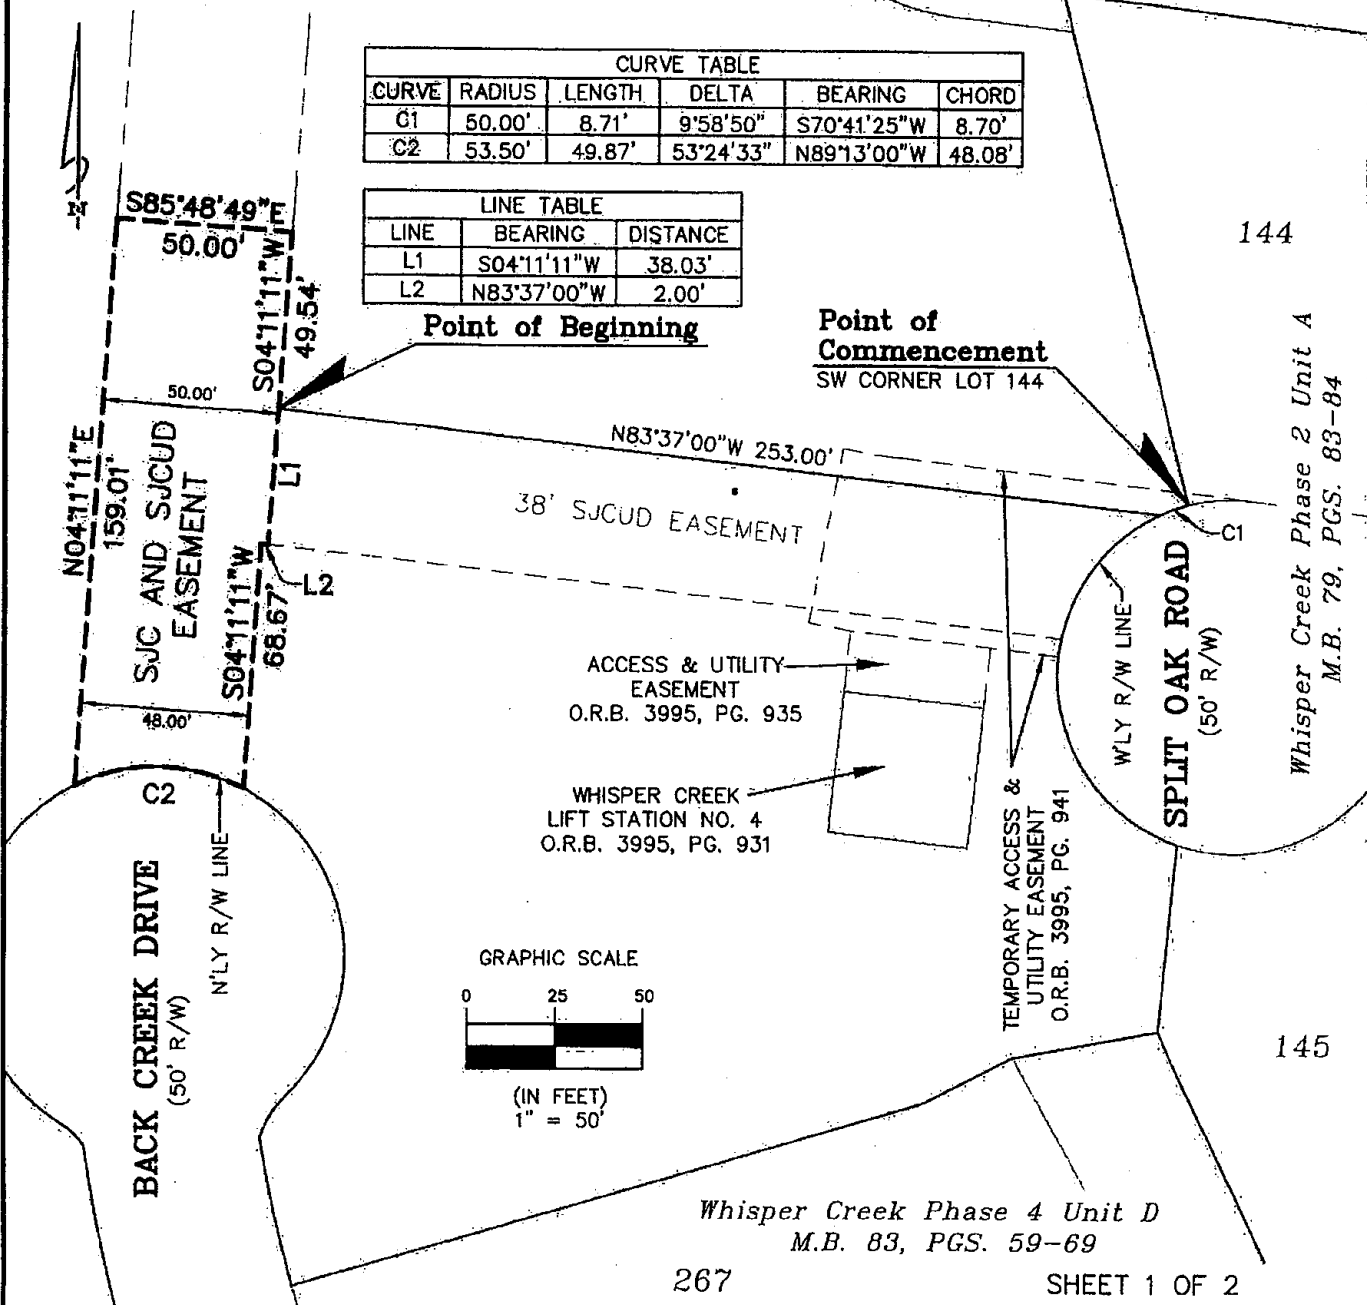 CURVE TABLE
CURVE RADIUS LENGTH DELTA BEARING CHORD
C1 50.00' 8.71' 9°58'50" S70°41'25"W 8.70'
C2 53.50' 49.87' 53°24'33" N89°13'00"W 48.08'
LINE TABLE
LINE BEARING DISTANCE
L1 S04°11'11"W 38.03'
L2 N83°37'00"W 2.00'
N
S85°48'49"E
50.00'
S04°11'11"W
49.54'
Point of Beginning
Point of
Commencement
SW CORNER LOT 144
144
Whisper Creek Phase 2 Unit A
M.B. 79, PGS. 83-84
50.00'
N83°37'00"W 253.00'
L1
38' SJCUD EASEMENT
C1
N04°11'11"E
159.01'
SJC AND SJCUD
EASEMENT
S04°11'11"W
68.67'
L2
48.00'
C2
ACCESS & UTILITY
EASEMENT
O.R.B. 3995, PG. 935
WHISPER CREEK
LIFT STATION NO. 4
O.R.B. 3995, PG. 931
TEMPORARY ACCESS &
UTILITY EASEMENT
O.R.B. 3995, PG. 941
W'LY R/W LINE
SPLIT OAK ROAD
(50' R/W)
BACK CREEK DRIVE
(50' R/W)
N'LY R/W LINE
GRAPHIC SCALE
0 25 50
(IN FEET)
1" = 50'
145
Whisper Creek Phase 4 Unit D
M.B. 83, PGS. 59-69
267
SHEET 1 OF 2